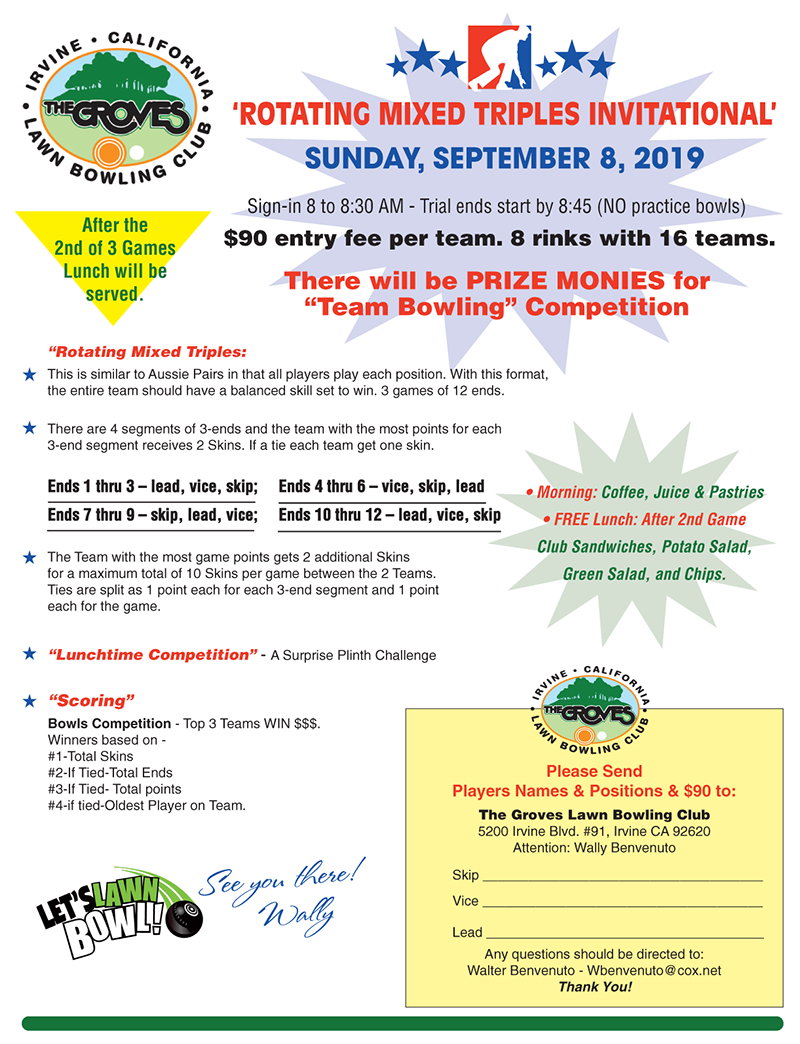 IRVINE • CALIFORNIA
THE GROVES
• LAWN BOWLING CLUB •
‘ROTATING MIXED TRIPLES INVITATIONAL’
SUNDAY, SEPTEMBER 8, 2019
Sign-in 8 to 8:30 AM - Trial ends start by 8:45 (NO practice bowls)
$90 entry fee per team. 8 rinks with 16 teams.
There will be PRIZE MONIES for
“Team Bowling” Competition
After the
2nd of 3 Games
Lunch will be
served.
“Rotating Mixed Triples:
This is similar to Aussie Pairs in that all players play each position. With this format,
the entire team should have a balanced skill set to win. 3 games of 12 ends.
There are 4 segments of 3-ends and the team with the most points for each
3-end segment receives 2 Skins. If a tie each team get one skin.
Ends 1 thru 3 – lead, vice, skip; Ends 4 thru 6 – vice, skip, lead
Ends 7 thru 9 – skip, lead, vice; Ends 10 thru 12 – lead, vice, skip
The Team with the most game points gets 2 additional Skins
for a maximum total of 10 Skins per game between the 2 Teams.
Ties are split as 1 point each for each 3-end segment and 1 point
each for the game.
• Morning: Coffee, Juice & Pastries
• FREE Lunch: After 2nd Game
Club Sandwiches, Potato Salad,
Green Salad, and Chips.
“Lunchtime Competition” - A Surprise Plinth Challenge
“Scoring”
Bowls Competition - Top 3 Teams WIN $$$.
Winners based on -
#1-Total Skins
#2-If Tied-Total Ends
#3-If Tied- Total points
#4-if tied-Oldest Player on Team.
LET'S LAWN
BOWL!
See you there!
Wally
IRVINE • CALIFORNIA
THE GROVES
• LAWN BOWLING CLUB •
Please Send
Players Names & Positions & $90 to:
The Groves Lawn Bowling Club
5200 Irvine Blvd. #91, Irvine CA 92620
Attention: Wally Benvenuto
Skip
Vice
Lead
Any questions should be directed to:
Walter Benvenuto - Wbenvenuto@cox.net
Thank You!